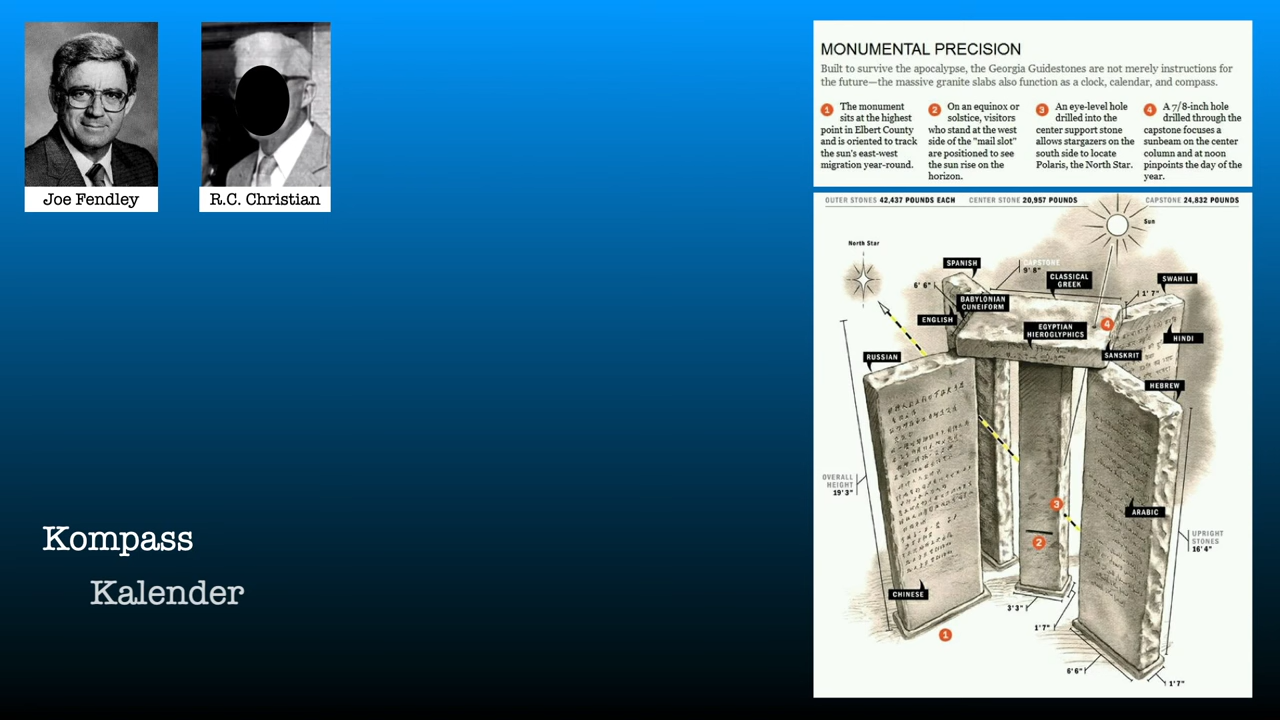 Joe Fendley
R.C. Christian
Kompass
Kalender
MONUMENTAL PRECISION
Built to survive the apocalypse, the Georgia Guidestones are not merely instructions for
the future—the massive granite slabs also function as a clock, calendar, and compass.
1 The monument
sits at the highest
point in Elbert County
and is oriented to track
the sun's east-west
migration year-round.
2 On an equinox or
solstice, visitors
who stand at the west
side of the "mail slot"
are positioned to see
the sun rise on the
horizon.
3 An eye-level hole
drilled into the
center support stone
allows stargazers on the
south side to locate
Polaris, the North Star.
4 A 7/8-inch hole
drilled through the
capstone focuses a
sunbeam on the center
column and at noon
pinpoints the day of the
year.
OUTER STONES 42,437 POUNDS EACH
CENTER STONE 20,957 POUNDS
CAPSTONE 24,832 POUNDS
Sun
North Star
SPANISH
CAPSTONE
9' 8"
CLASSICAL
GREEK
SWAHILI
6' 6"
1' 7"
BABYLONIAN
CUNEIFORM
ENGLISH
EGYPTIAN
HIEROGLYPHICS
4
HINDI
RUSSIAN
SANSKRIT
HEBREW
OVERALL
HEIGHT
19' 3"
3
ARABIC
2
UPRIGHT
STONES
16' 4"
CHINESE
3' 3"
1' 7"
1
6' 6"
1' 7"